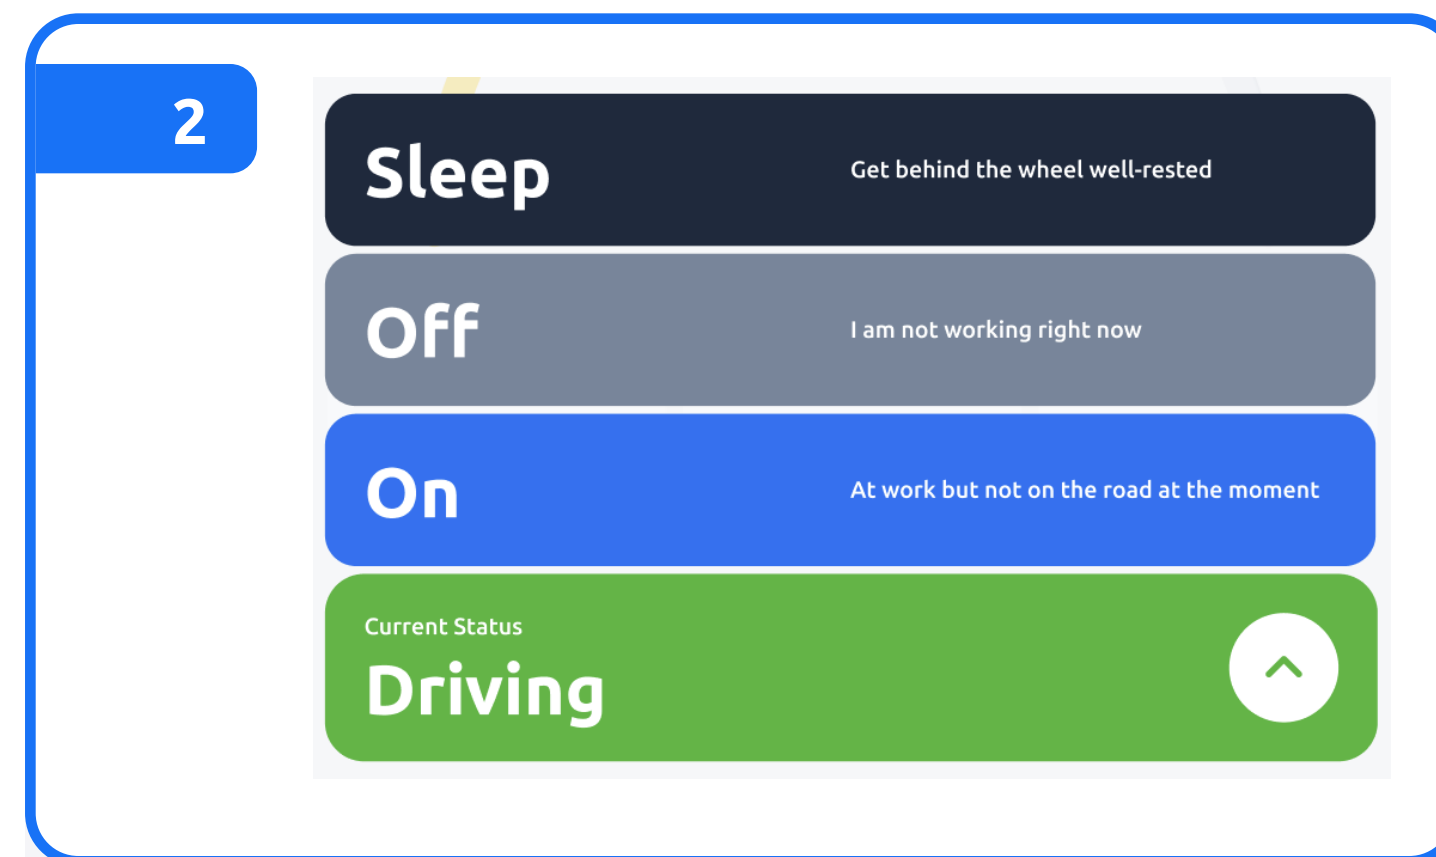 2
Sleep
Get behind the wheel well-rested
Off
I am not working right now
On
At work but not on the road at the moment
Current Status
Driving